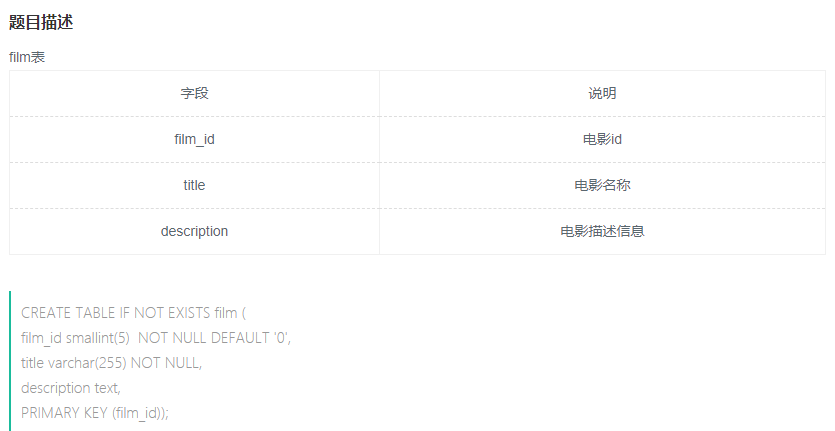 题目描述
film表
字段 说明
film_id 电影id
title 电影名称
description 电影描述信息
CREATE TABLE IF NOT EXISTS film (
film_id smallint(5)  NOT NULL DEFAULT '0',
title varchar(255) NOT NULL,
description text,
PRIMARY KEY (film_id));